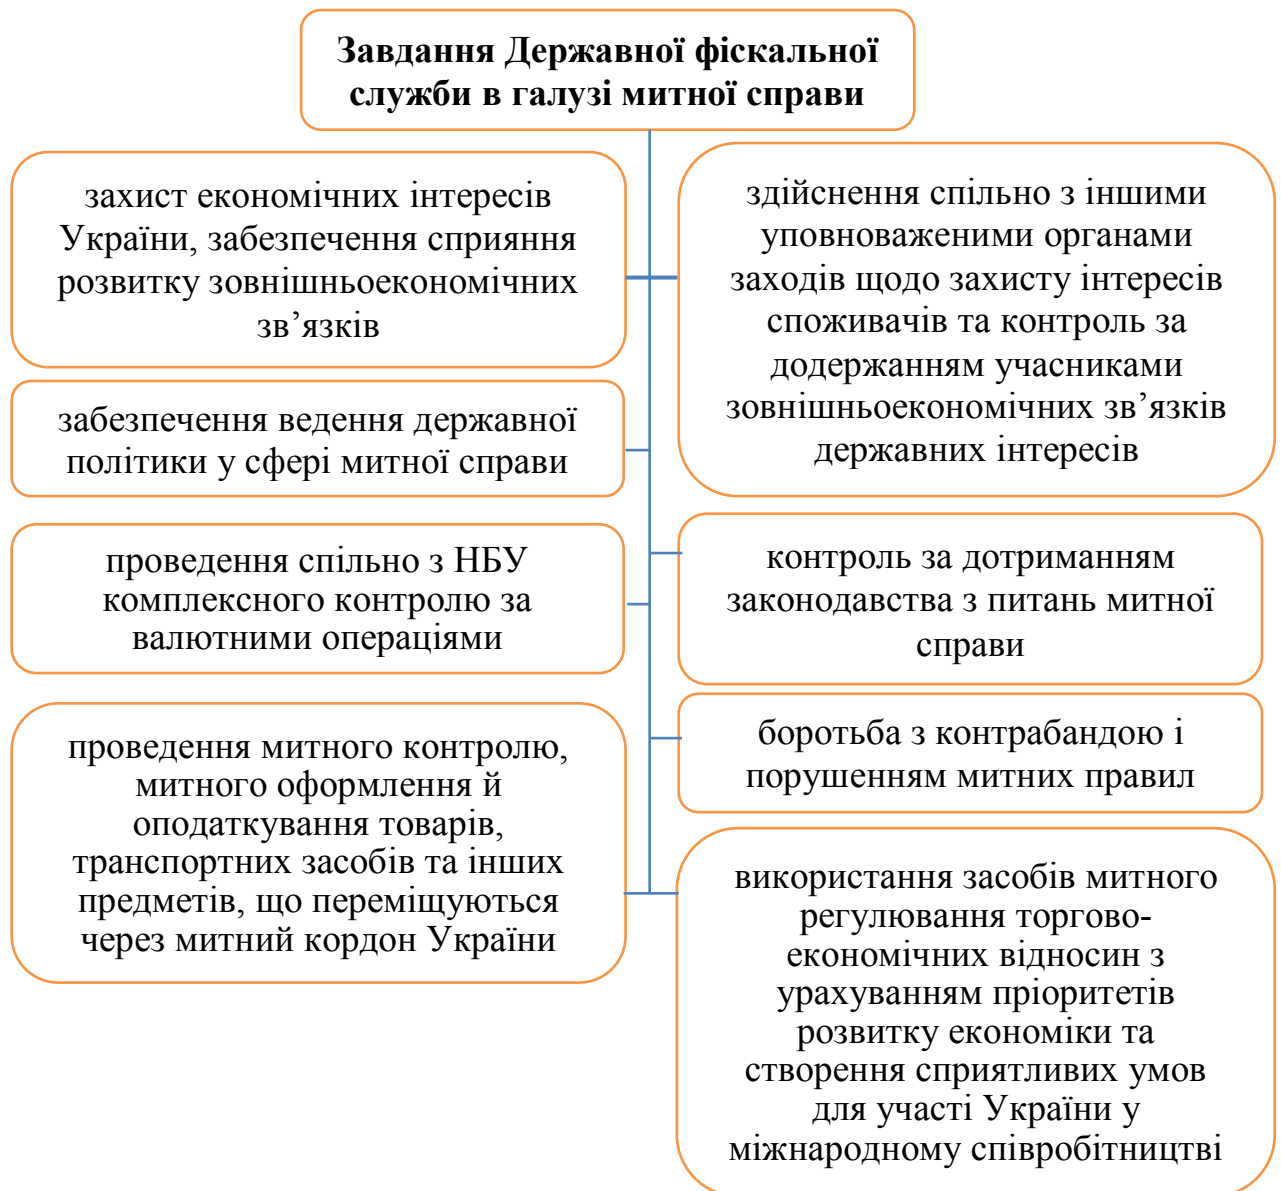 Завдання Державної фіскальної
служби в галузі митної справи
захист економічних інтересів
України, забезпечення сприяння
розвитку зовнішньоекономічних
зв’язків
здійснення спільно з іншими
уповноваженими органами
заходів щодо захисту інтересів
споживачів та контроль за
додержанням учасниками
зовнішньоекономічних зв’язків
державних інтересів
забезпечення ведення державної
політики у сфері митної справи
проведення спільно з НБУ
комплексного контролю за
валютними операціями
контроль за дотриманням
законодавства з питань митної
справи
боротьба з контрабандою і
порушенням митних правил
проведення митного контролю,
митного оформлення й
оподаткування товарів,
транспортних засобів та інших
предметів, що переміщуються
через митний кордон України
використання засобів митного
регулювання торгово-
економічних відносин з
урахуванням пріоритетів
розвитку економіки та
створення сприятливих умов
для участі України у
міжнародному співробітництві